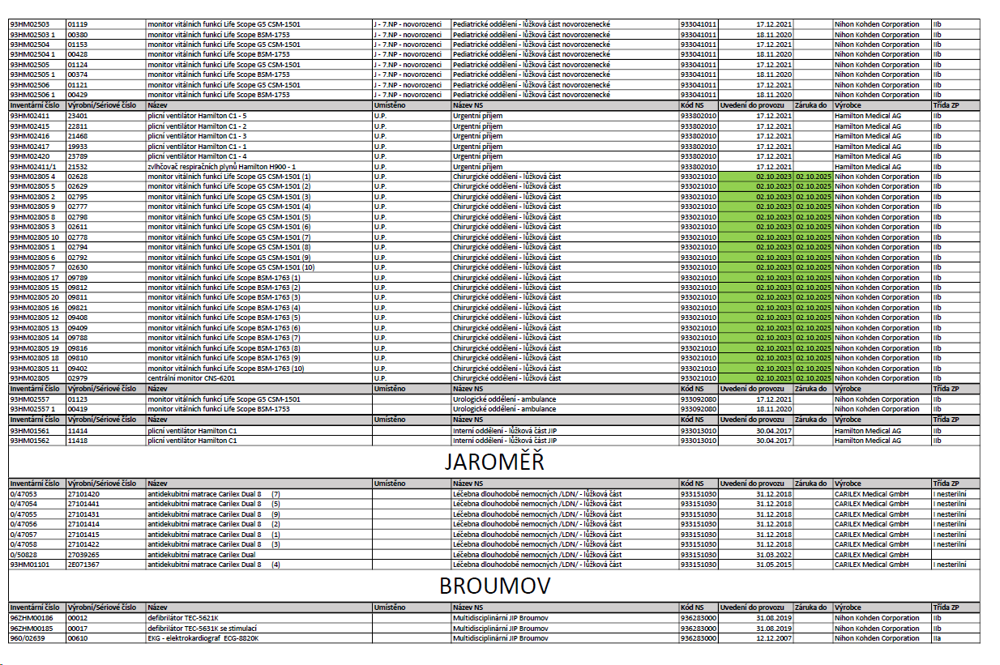 93HM02503 01119 monitor vitálních funkcí Life Scope G5 CSM-1501 J - 7.NP - novorozenci Pediatrické oddělení - lůžková část novorozenecké 933041011 17.12.2021 Nihon Kohden Corporation IIb
93HM02503 1 00380 monitor vitálních funkcí Life Scope BSM-1753 J - 7.NP - novorozenci Pediatrické oddělení - lůžková část novorozenecké 933041011 18.11.2020 Nihon Kohden Corporation IIb
93HM02504 01153 monitor vitálních funkcí Life Scope G5 CSM-1501 J - 7.NP - novorozenci Pediatrické oddělení - lůžková část novorozenecké 933041011 17.12.2021 Nihon Kohden Corporation IIb
93HM02504 1 00428 monitor vitálních funkcí Life Scope BSM-1753 J - 7.NP - novorozenci Pediatrické oddělení - lůžková část novorozenecké 933041011 18.11.2020 Nihon Kohden Corporation IIb
93HM02505 01124 monitor vitálních funkcí Life Scope G5 CSM-1501 J - 7.NP - novorozenci Pediatrické oddělení - lůžková část novorozenecké 933041011 17.12.2021 Nihon Kohden Corporation IIb
93HM02505 1 00374 monitor vitálních funkcí Life Scope BSM-1753 J - 7.NP - novorozenci Pediatrické oddělení - lůžková část novorozenecké 933041011 18.11.2020 Nihon Kohden Corporation IIb
93HM02506 01121 monitor vitálních funkcí Life Scope G5 CSM-1501 J - 7.NP - novorozenci Pediatrické oddělení - lůžková část novorozenecké 933041011 17.12.2021 Nihon Kohden Corporation IIb
93HM02506 1 00429 monitor vitálních funkcí Life Scope BSM-1753 J - 7.NP - novorozenci Pediatrické oddělení - lůžková část novorozenecké 933041011 18.11.2020 Nihon Kohden Corporation IIb
Inventární číslo Výrobní/Sériové číslo Název Umístěno Název NS Kód NS Uvedení do provozu Záruka do Výrobce Třída ZP
93HM02411 23401 plicní ventilátor Hamilton C1 - 5 U.P. Urgentní příjem 933802010 17.12.2021 Hamilton Medical AG IIb
93HM02415 22811 plicní ventilátor Hamilton C1 - 2 U.P. Urgentní příjem 933802010 17.12.2021 Hamilton Medical AG IIb
93HM02416 21468 plicní ventilátor Hamilton C1 - 3 U.P. Urgentní příjem 933802010 17.12.2021 Hamilton Medical AG IIb
93HM02417 19933 plicní ventilátor Hamilton C1 - 1 U.P. Urgentní příjem 933802010 17.12.2021 Hamilton Medical AG IIb
93HM02420 23789 plicní ventilátor Hamilton C1 - 4 U.P. Urgentní příjem 933802010 17.12.2021 Hamilton Medical AG IIb
93HM02411/1 21532 zvlhčovač respiračních plynů Hamilton H900 - 1 U.P. Urgentní příjem 933802010 17.12.2021 Hamilton Medical AG IIb
93HM02805 4 02628 monitor vitálních funkcí Life Scope G5 CSM-1501 (1) U.P. Chirurgické oddělení - lůžková část 933021010 02.10.2023 02.10.2025 Nihon Kohden Corporation IIb
93HM02805 5 02629 monitor vitálních funkcí Life Scope G5 CSM-1501 (2) U.P. Chirurgické oddělení - lůžková část 933021010 02.10.2023 02.10.2025 Nihon Kohden Corporation IIb
93HM02805 2 02795 monitor vitálních funkcí Life Scope G5 CSM-1501 (3) U.P. Chirurgické oddělení - lůžková část 933021010 02.10.2023 02.10.2025 Nihon Kohden Corporation IIb
93HM02805 9 02777 monitor vitálních funkcí Life Scope G5 CSM-1501 (4) U.P. Chirurgické oddělení - lůžková část 933021010 02.10.2023 02.10.2025 Nihon Kohden Corporation IIb
93HM02805 8 02798 monitor vitálních funkcí Life Scope G5 CSM-1501 (5) U.P. Chirurgické oddělení - lůžková část 933021010 02.10.2023 02.10.2025 Nihon Kohden Corporation IIb
93HM02805 3 02611 monitor vitálních funkcí Life Scope G5 CSM-1501 (6) U.P. Chirurgické oddělení - lůžková část 933021010 02.10.2023 02.10.2025 Nihon Kohden Corporation IIb
93HM02805 10 02778 monitor vitálních funkcí Life Scope G5 CSM-1501 (7) U.P. Chirurgické oddělení - lůžková část 933021010 02.10.2023 02.10.2025 Nihon Kohden Corporation IIb
93HM02805 1 02794 monitor vitálních funkcí Life Scope G5 CSM-1501 (8) U.P. Chirurgické oddělení - lůžková část 933021010 02.10.2023 02.10.2025 Nihon Kohden Corporation IIb
93HM02805 6 02792 monitor vitálních funkcí Life Scope G5 CSM-1501 (9) U.P. Chirurgické oddělení - lůžková část 933021010 02.10.2023 02.10.2025 Nihon Kohden Corporation IIb
93HM02805 7 02630 monitor vitálních funkcí Life Scope G5 CSM-1501 (10) U.P. Chirurgické oddělení - lůžková část 933021010 02.10.2023 02.10.2025 Nihon Kohden Corporation IIb
93HM02805 17 09789 monitor vitálních funkcí Life Scope BSM-1763 (1) U.P. Chirurgické oddělení - lůžková část 933021010 02.10.2023 02.10.2025 Nihon Kohden Corporation IIb
93HM02805 15 09812 monitor vitálních funkcí Life Scope BSM-1763 (2) U.P. Chirurgické oddělení - lůžková část 933021010 02.10.2023 02.10.2025 Nihon Kohden Corporation IIb
93HM02805 20 09811 monitor vitálních funkcí Life Scope BSM-1763 (3) U.P. Chirurgické oddělení - lůžková část 933021010 02.10.2023 02.10.2025 Nihon Kohden Corporation IIb
93HM02805 16 09821 monitor vitálních funkcí Life Scope BSM-1763 (4) U.P. Chirurgické oddělení - lůžková část 933021010 02.10.2023 02.10.2025 Nihon Kohden Corporation IIb
93HM02805 12 09408 monitor vitálních funkcí Life Scope BSM-1763 (5) U.P. Chirurgické oddělení - lůžková část 933021010 02.10.2023 02.10.2025 Nihon Kohden Corporation IIb
93HM02805 13 09409 monitor vitálních funkcí Life Scope BSM-1763 (6) U.P. Chirurgické oddělení - lůžková část 933021010 02.10.2023 02.10.2025 Nihon Kohden Corporation IIb
93HM02805 14 09788 monitor vitálních funkcí Life Scope BSM-1763 (7) U.P. Chirurgické oddělení - lůžková část 933021010 02.10.2023 02.10.2025 Nihon Kohden Corporation IIb
93HM02805 19 09816 monitor vitálních funkcí Life Scope BSM-1763 (8) U.P. Chirurgické oddělení - lůžková část 933021010 02.10.2023 02.10.2025 Nihon Kohden Corporation IIb
93HM02805 18 09810 monitor vitálních funkcí Life Scope BSM-1763 (9) U.P. Chirurgické oddělení - lůžková část 933021010 02.10.2023 02.10.2025 Nihon Kohden Corporation IIb
93HM02805 11 09402 monitor vitálních funkcí Life Scope BSM-1763 (10) U.P. Chirurgické oddělení - lůžková část 933021010 02.10.2023 02.10.2025 Nihon Kohden Corporation IIb
93HM02805 02979 centrální monitor CNS-6201 U.P. Chirurgické oddělení - lůžková část 933021010 02.10.2023 02.10.2025 Nihon Kohden Corporation IIb
Inventární číslo Výrobní/Sériové číslo Název Umístěno Název NS Kód NS Uvedení do provozu Záruka do Výrobce Třída ZP
93HM02557 01123 monitor vitálních funkcí Life Scope G5 CSM-1501 Urologické oddělení - ambulance 933092080 17.12.2021 Nihon Kohden Corporation IIb
93HM02557 1 00419 monitor vitálních funkcí Life Scope BSM-1753 Urologické oddělení - ambulance 933092080 18.11.2020 Nihon Kohden Corporation IIb
Inventární číslo Výrobní/Sériové číslo Název Umístěno Název NS Kód NS Uvedení do provozu Záruka do Výrobce Třída ZP
93HM01561 11414 plicní ventilátor Hamilton C1 Interní oddělení - lůžková část JIP 933013010 30.04.2017 Hamilton Medical AG IIb
93HM01562 11418 plicní ventilátor Hamilton C1 Interní oddělení - lůžková část JIP 933013010 30.04.2017 Hamilton Medical AG IIb
JAROMĚŘ
Inventární číslo Výrobní/Sériové číslo Název Umístěno Název NS Kód NS Uvedení do provozu Záruka do Výrobce Třída ZP
0/47053 27101420 antidekubitní matrace Carilex Dual 8 (7) Léčebna dlouhodobě nemocných /LDN/ - lůžková část 933151030 31.12.2018 CARILEX Medical GmbH I nesterilní
0/47054 27101441 antidekubitní matrace Carilex Dual 8 (5) Léčebna dlouhodobě nemocných /LDN/ - lůžková část 933151030 31.12.2018 CARILEX Medical GmbH I nesterilní
0/47055 27101431 antidekubitní matrace Carilex Dual 8 (9) Léčebna dlouhodobě nemocných /LDN/ - lůžková část 933151030 31.12.2018 CARILEX Medical GmbH I nesterilní
0/47056 27101414 antidekubitní matrace Carilex Dual 8 (2) Léčebna dlouhodobě nemocných /LDN/ - lůžková část 933151030 31.12.2018 CARILEX Medical GmbH I nesterilní
0/47057 27101415 antidekubitní matrace Carilex Dual 8 (1) Léčebna dlouhodobě nemocných /LDN/ - lůžková část 933151030 31.12.2018 CARILEX Medical GmbH I nesterilní
0/47058 27101422 antidekubitní matrace Carilex Dual 8 (3) Léčebna dlouhodobě nemocných /LDN/ - lůžková část 933151030 31.12.2018 CARILEX Medical GmbH I nesterilní
0/50828 27039265 antidekubitní matrace Carilex Dual Léčebna dlouhodobě nemocných /LDN/ - lůžková část 933151030 31.03.2022 CARILEX Medical GmbH
93HM01101 2E071367 antidekubitní matrace Carilex Dual 8 (4) Léčebna dlouhodobě nemocných /LDN/ - lůžková část 933151030 31.05.2015 CARILEX Medical GmbH I nesterilní
BROUMOV
Inventární číslo Výrobní/Sériové číslo Název Umístěno Název NS Kód NS Uvedení do provozu Záruka do Výrobce Třída ZP
96ZHM00186 00012 defibrilátor TEC-5621K Multidisciplinární JIP Broumov 936283000 31.08.2019 Nihon Kohden Corporation IIb
96ZHM00185 00017 defibrilátor TEC-5631K se stimulací Multidisciplinární JIP Broumov 936283000 31.08.2019 Nihon Kohden Corporation IIb
960/02639 00610 EKG - elektrokardiograf ECG-8820K Multidisciplinární JIP Broumov 936283000 12.12.2007 Nihon Kohden Corporation IIa